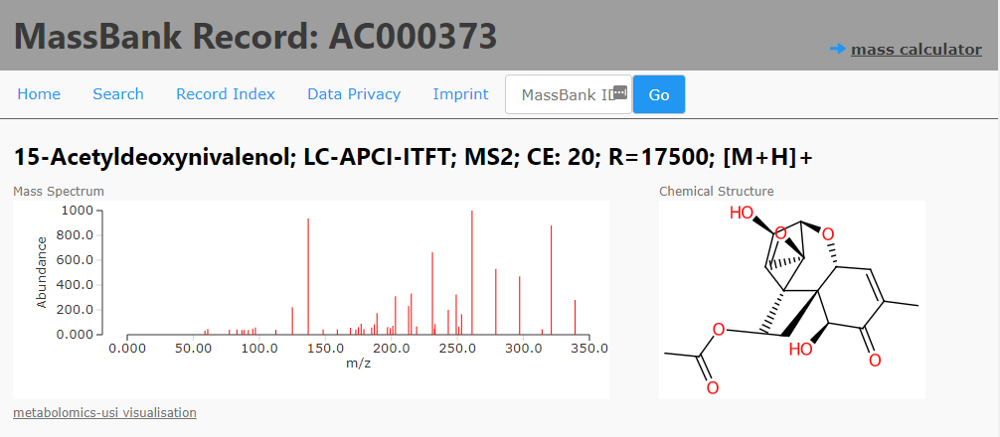 MassBank Record: AC000373
mass calculator
Home Search Record Index Data Privacy Imprint MassBank ID Go
15-Acetyldeoxynivalenol; LC-APCI-ITFT; MS2; CE: 20; R=17500; [M+H]+
Mass Spectrum
Abundance
1000
800.0
600.0
400.0
200.0
0.000
0.000 50.00 100.0 150.0 200.0 250.0 300.0 350.0
m/z
metabolomics-usi visualisation
Chemical Structure
HO
O
O
O
HO
O
O